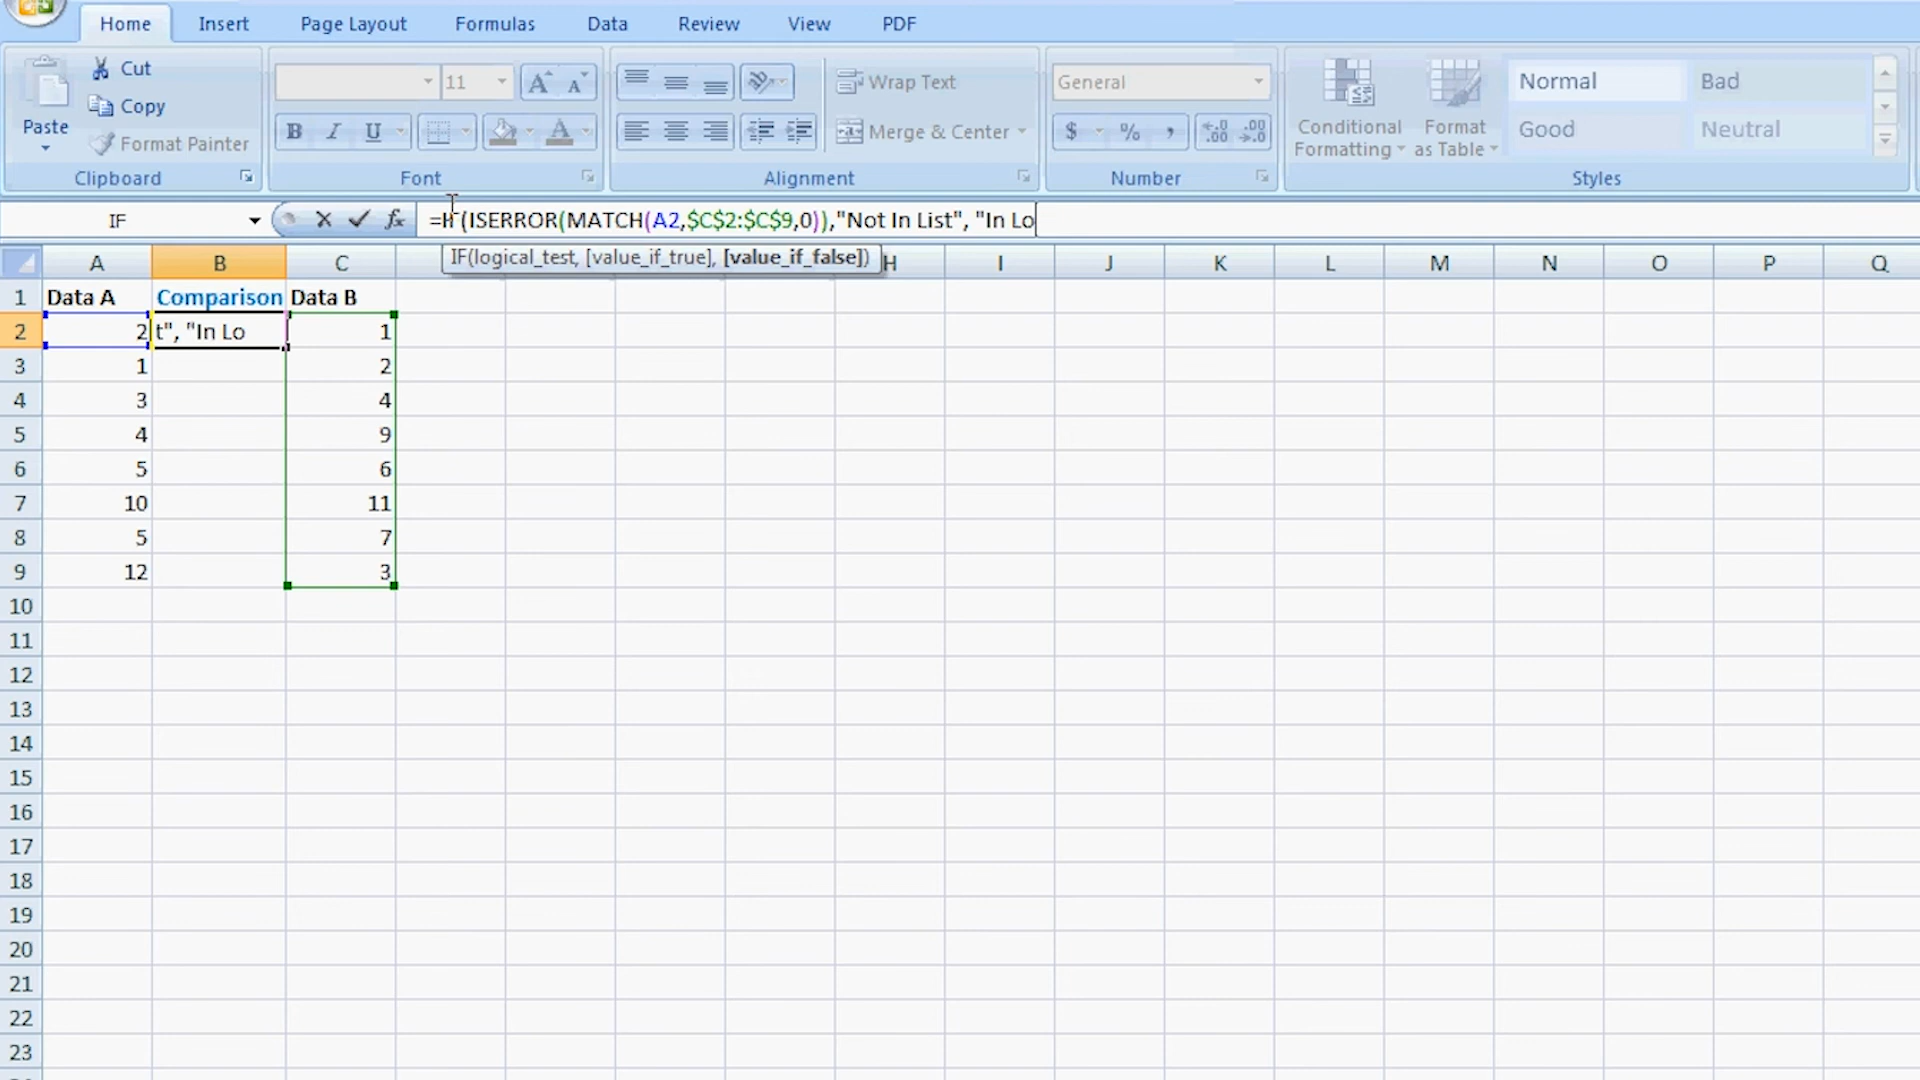 Home Insert Page Layout Formulas Data Review View PDF
Cut
Copy
Paste
Format Painter
11
A A
B I U A
Wrap Text
Merge & Center
General
$ % ,
Conditional Formatting
Format as Table
Normal Bad
Good Neutral
Clipboard Font Alignment Number Styles
IF fx =IF(ISERROR(MATCH(A2,$C$2:$C$9,0)),"Not In List", "In Lo
IF(logical_test, [value_if_true], [value_if_false])
A B C H I J K L M N O P Q
1 Data A Comparison Data B
2 2 t", "In Lo 1
3 1 2
4 3 4
5 4 9
6 5 6
7 10 11
8 5 7
9 12 3
10
11
12
13
14
15
16
17
18
19
20
21
22
23